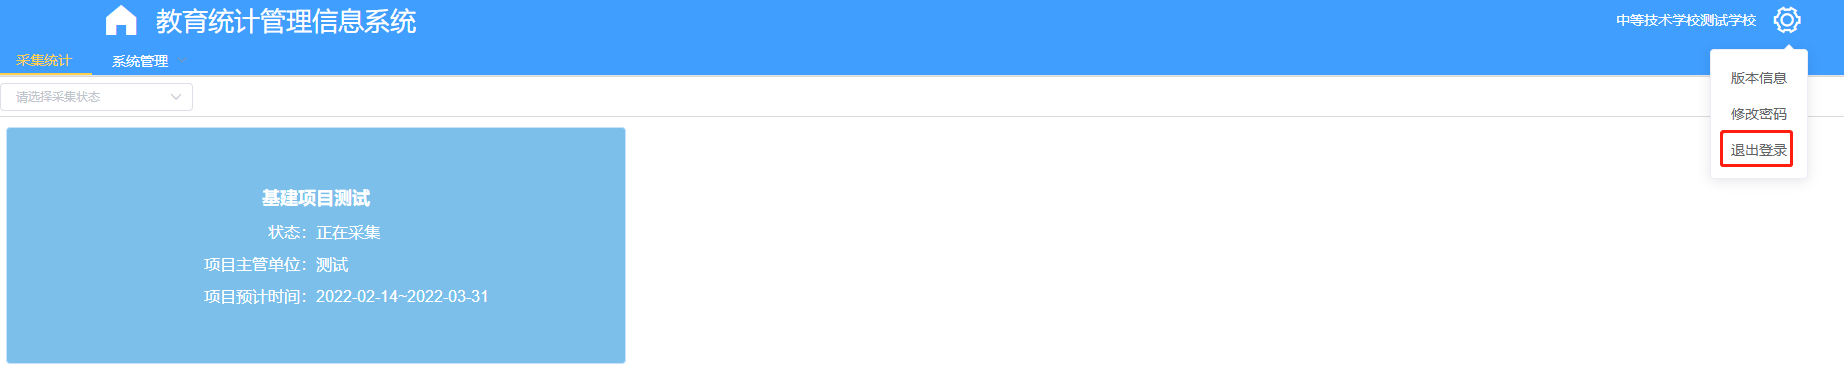 教育统计管理信息系统
中等技术学校测试学校
采集统计
系统管理
请选择采集状态
版本信息
修改密码
退出登录
基建项目测试
状态：正在采集
项目主管单位：测试
项目预计时间：2022-02-14~2022-03-31